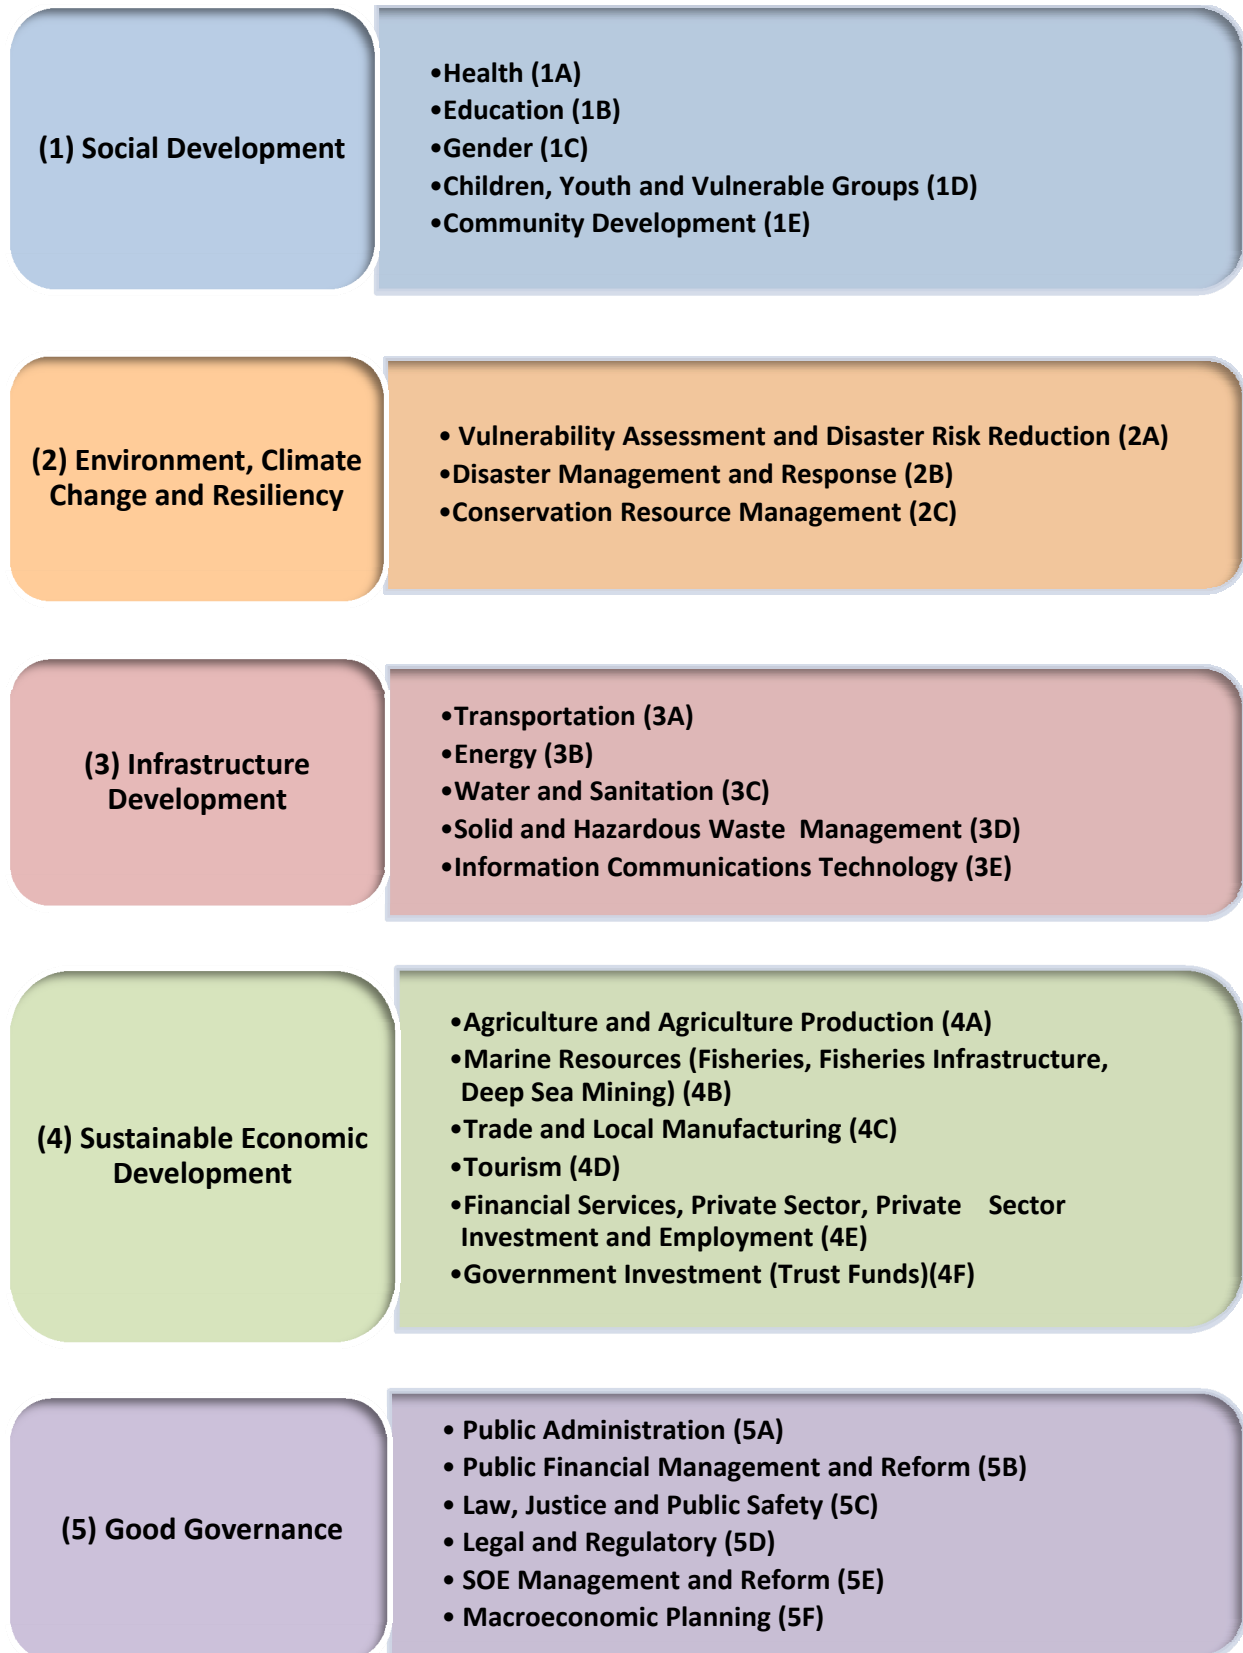 (1) Social Development
•Health (1A)
•Education (1B)
•Gender (1C)
•Children, Youth and Vulnerable Groups (1D)
•Community Development (1E)
(2) Environment, Climate
Change and Resiliency
• Vulnerability Assessment and Disaster Risk Reduction (2A)
•Disaster Management and Response (2B)
•Conservation Resource Management (2C)
(3) Infrastructure
Development
•Transportation (3A)
•Energy (3B)
•Water and Sanitation (3C)
•Solid and Hazardous Waste  Management (3D)
•Information Communications Technology (3E)
(4) Sustainable Economic
Development
•Agriculture and Agriculture Production (4A)
•Marine Resources (Fisheries, Fisheries Infrastructure,
Deep Sea Mining) (4B)
•Trade and Local Manufacturing (4C)
•Tourism (4D)
•Financial Services, Private Sector, Private    Sector
Investment and Employment (4E)
•Government Investment (Trust Funds)(4F)
(5) Good Governance
• Public Administration (5A)
• Public Financial Management and Reform (5B)
• Law, Justice and Public Safety (5C)
• Legal and Regulatory (5D)
• SOE Management and Reform (5E)
• Macroeconomic Planning (5F)